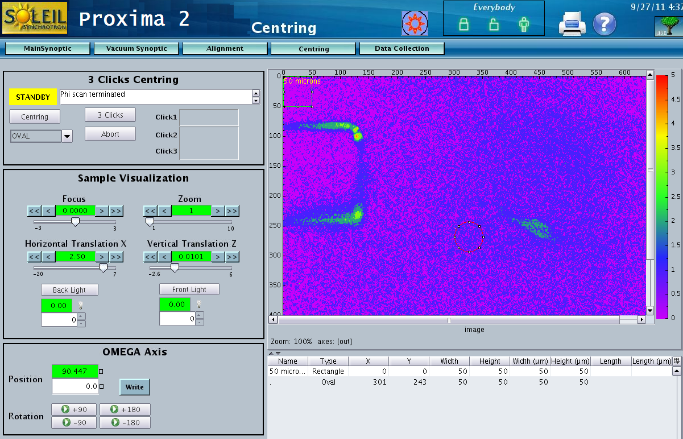 SOLEIL
SYNCHROTRON
Proxima 2
Centring
Everybody
9/27/11 4:37
MainSynoptic
Vacuum Synoptic
Alignment
Centring
Data Collection
3 Clicks Centring
STANDBY
Phi scan terminated
Centring
3 Clicks
Click1
OVAL
Abort
Click2
Click3
Sample Visualization
Focus
Zoom
<< < 0.0000 > >>
<< < 1 > >>
-3 3
1 10
Horizontal Translation X
Vertical Translation Z
<< < 2.50 > >>
<< < 0.0101 > >>
-20 7
-2.6 6
Back Light
Front Light
0.00
0.00
0
0
OMEGA Axis
Position
90.447
0.0
Write
Rotation
+90
+180
-90
-180
0 50 100 150 200 250 300 350 400 450 500 550 600
50 microns
0
50
100
150
200
250
300
350
400
5
4.5
4
3.5
3
2.5
2
1.5
1
0.5
0
image
Zoom: 100% axes: [out]
Name Type X Y Width Height Width (µm) Height (µm) Length Length (µm)
50 micro... Rectangle 0 0 50 50 50 50
. Oval 301 243 50 50 50 50